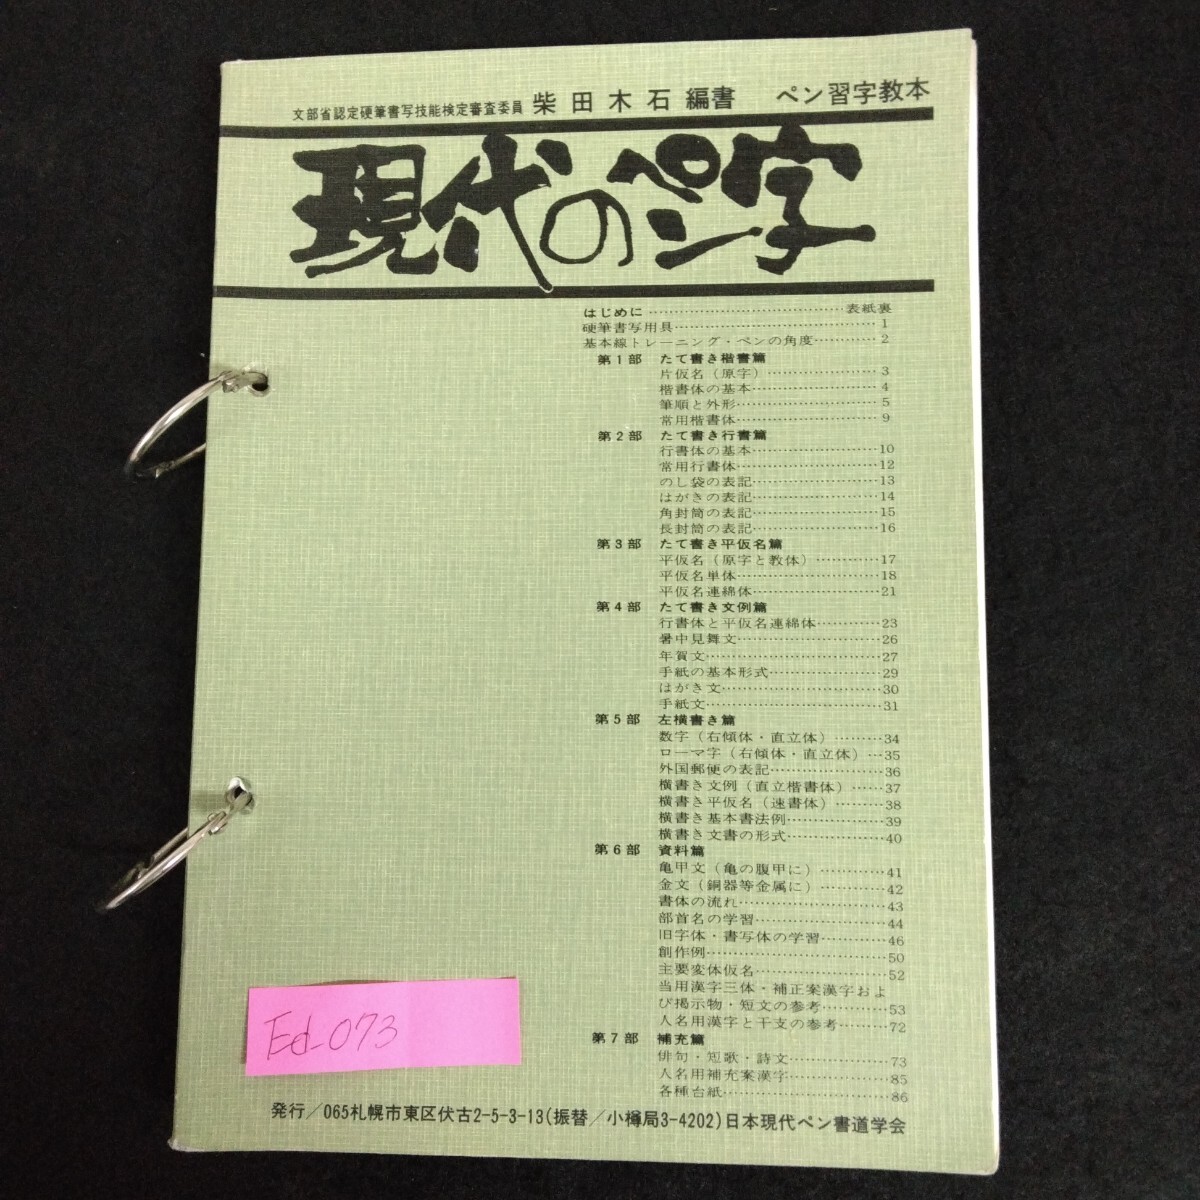 文部省認定硬筆書写技能検定審査委員 柴田木石編書 ペン習字教本
現代のペン字
はじめに……………………………表紙裏
硬筆書写用具……………………………1
基本線トレーニング・ペンの角度…………2
第1部 たて書き楷書篇
片仮名（原字）………………3
楷書体の基本…………………4
筆順と外形……………………5
常用楷書体……………………9
第2部 たて書き行書篇
行書体の基本…………………10
常用行書体……………………12
のし袋の表記…………………13
はがきの表記…………………14
角封筒の表記…………………15
長封筒の表記…………………16
第3部 たて書き平仮名篇
平仮名（原字と教体）………17
平仮名単体……………………18
平仮名連綿体…………………21
第4部 たて書き文例篇
行書体と平仮名連綿体…………23
暑中見舞文……………………26
年賀文…………………………27
手紙の基本形式………………29
はがき文………………………30
手紙文…………………………31
第5部 左横書き篇
数字（右傾体・直立体）………34
ローマ字（右傾体・直立体）…35
外国郵便の表記………………36
横書き文例（直立楷書体）……37
横書き平仮名（速書体）………38
横書き基本書法例……………39
横書き文書の形式……………40
第6部 資料篇
亀甲文（亀の腹甲に）…………41
金文（銅器等金属に）…………42
書体の流れ……………………43
部首名の学習…………………44
旧字体・書写体の学習…………46
創作例…………………………50
主要変体仮名…………………52
当用漢字三体・補正案漢字およ
び掲示物・短文の参考…………53
人名用漢字と干支の参考………72
第7部 補充篇
俳句・短歌・詩文……………73
人名用補充案漢字……………85
各種台紙………………………86
Ed-073
発行／065札幌市東区伏古2-5-3-13(振替／小樽局3-4202)日本現代ペン書道学会